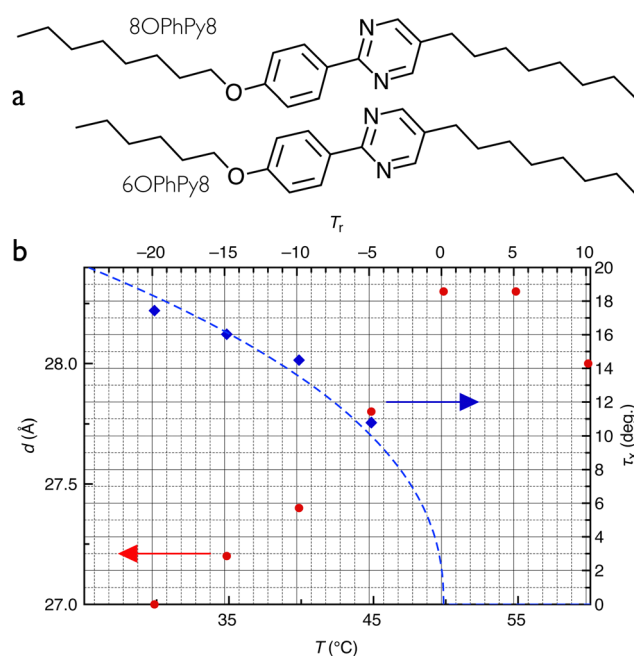 8OPhPy8
N
N
O
a
N
6OPhPy8
O
N
b
T_r
−20 −15 −10 −5 0 5 10
20
18
16
28.0
14
12
d (Å)
τ_x (deg.)
10
8
27.5
6
4
2
27.0
0
35 45 55
T (°C)